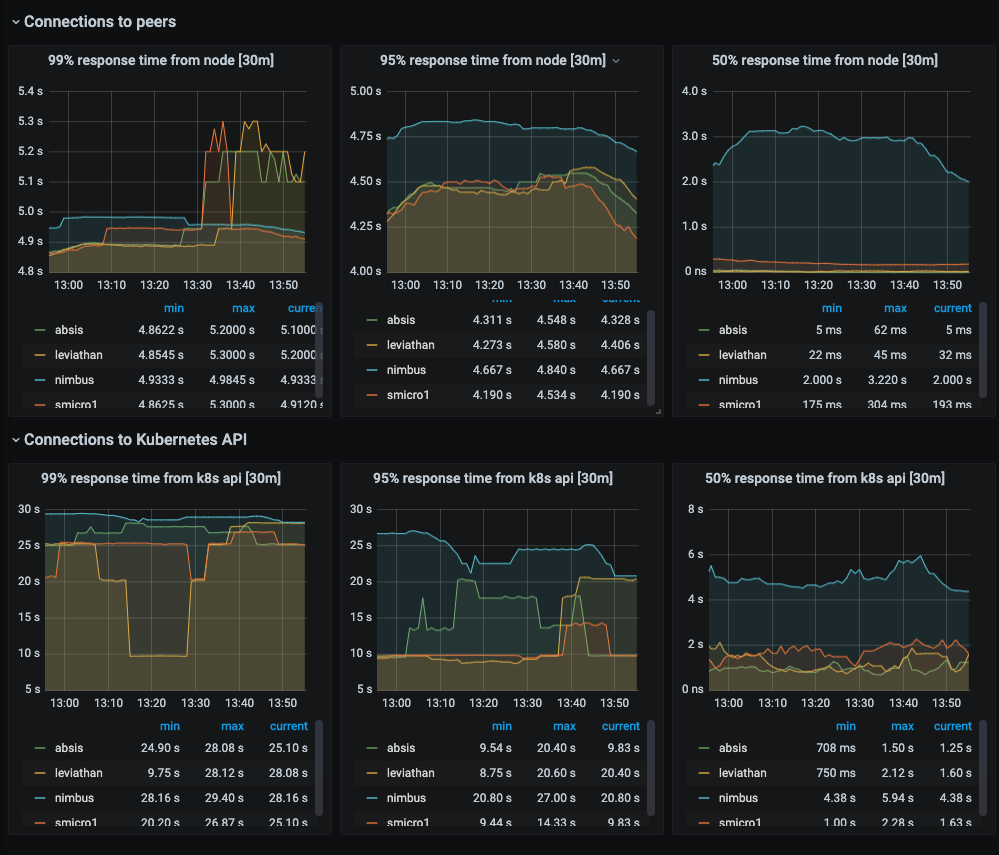 Connections to peers
99% response time from node [30m]
5.4 s
5.3 s
5.2 s
5.1 s
5.0 s
4.9 s
4.8 s
13:00 13:10 13:20 13:30 13:40 13:50
min max curren
absis 4.8622 s 5.2000 s 5.1000
leviathan 4.8545 s 5.3000 s 5.2000
nimbus 4.9333 s 4.9845 s 4.9333
smicro1 4.8625 s 5.3000 s 4.9120
95% response time from node [30m]
5.00 s
4.75 s
4.50 s
4.25 s
4.00 s
13:00 13:10 13:20 13:30 13:40 13:50
min max current
absis 4.311 s 4.548 s 4.328 s
leviathan 4.273 s 4.580 s 4.406 s
nimbus 4.667 s 4.840 s 4.667 s
smicro1 4.190 s 4.534 s 4.190 s
50% response time from node [30m]
4.0 s
3.0 s
2.0 s
1.0 s
0 ns
13:00 13:10 13:20 13:30 13:40 13:50
min max current
absis 5 ms 62 ms 5 ms
leviathan 22 ms 45 ms 32 ms
nimbus 2.000 s 3.220 s 2.000 s
smicro1 175 ms 304 ms 193 ms
Connections to Kubernetes API
99% response time from k8s api [30m]
30 s
25 s
20 s
15 s
10 s
5 s
13:00 13:10 13:20 13:30 13:40 13:50
min max current
absis 24.90 s 28.08 s 25.10 s
leviathan 9.75 s 28.12 s 28.08 s
nimbus 28.16 s 29.40 s 28.16 s
smicro1 20.20 s 26.87 s 25.10 s
95% response time from k8s api [30m]
30 s
25 s
20 s
15 s
10 s
5 s
13:00 13:10 13:20 13:30 13:40 13:50
min max current
absis 9.54 s 20.40 s 9.83 s
leviathan 8.75 s 20.60 s 20.40 s
nimbus 20.80 s 27.00 s 20.80 s
smicro1 9.44 s 14.33 s 9.83 s
50% response time from k8s api [30m]
8 s
6 s
4 s
2 s
0 ns
13:00 13:10 13:20 13:30 13:40 13:50
min max current
absis 708 ms 1.50 s 1.25 s
leviathan 750 ms 2.12 s 1.60 s
nimbus 4.38 s 5.94 s 4.38 s
smicro1 1.00 s 2.28 s 1.63 s